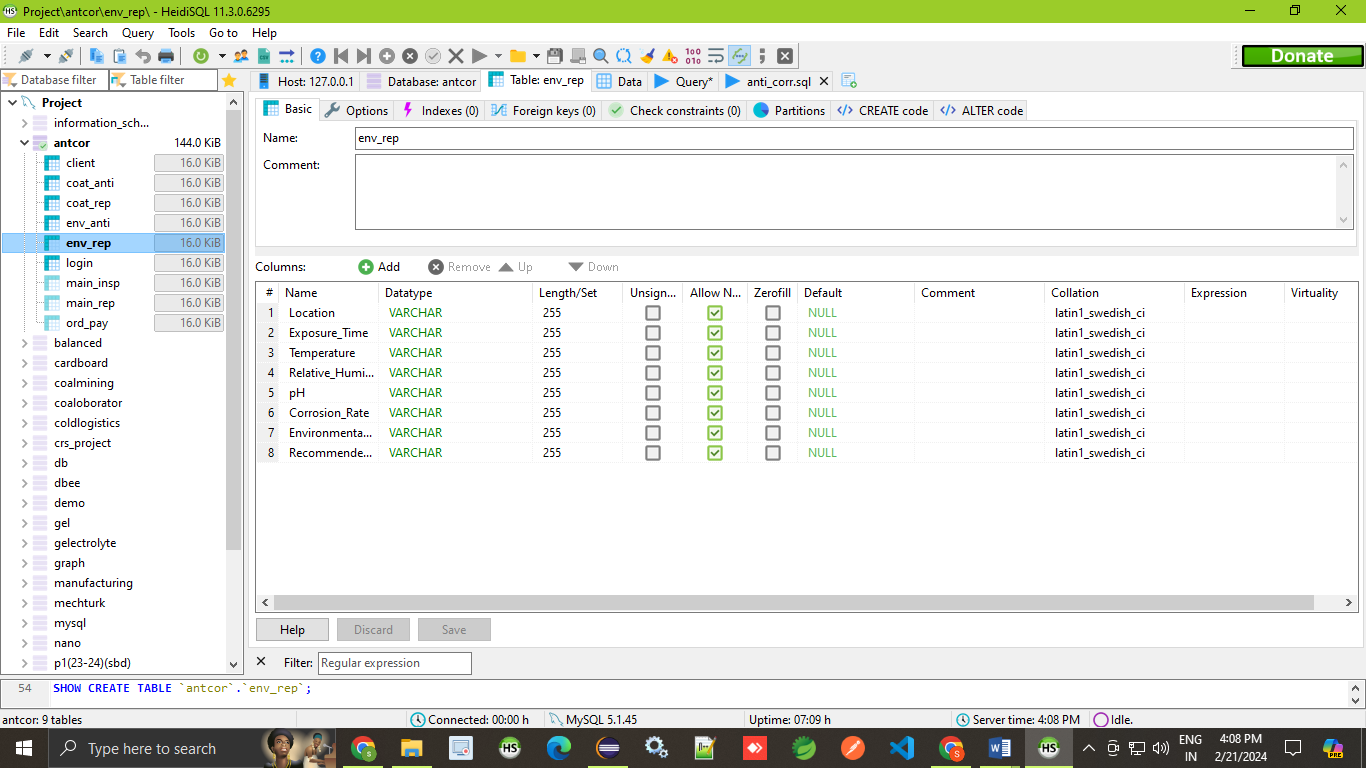 Project\antcor\env_rep\ - HeidiSQL 11.3.0.6295
File Edit Search Query Tools Go to Help
Donate
Database filter Table filter
Host: 127.0.0.1 Database: antcor Table: env_rep Data Query* anti_corr.sql
Project
information_sch...
antcor 144.0 KiB
client 16.0 KiB
coat_anti 16.0 KiB
coat_rep 16.0 KiB
env_anti 16.0 KiB
env_rep 16.0 KiB
login 16.0 KiB
main_insp 16.0 KiB
main_rep 16.0 KiB
ord_pay 16.0 KiB
balanced
cardboard
coalmining
coaloborator
coldlogistics
crs_project
db
dbee
demo
gel
gelectrolyte
graph
manufacturing
mechturk
mysql
nano
p1(23-24)(sbd)
Basic Options Indexes (0) Foreign keys (0) Check constraints (0) Partitions CREATE code ALTER code
Name: env_rep
Comment:
Columns: Add Remove Up Down
# Name Datatype Length/Set Unsign... Allow N... Zerofill Default Comment Collation Expression Virtuality
1 Location VARCHAR 255 NULL latin1_swedish_ci
2 Exposure_Time VARCHAR 255 NULL latin1_swedish_ci
3 Temperature VARCHAR 255 NULL latin1_swedish_ci
4 Relative_Humi... VARCHAR 255 NULL latin1_swedish_ci
5 pH VARCHAR 255 NULL latin1_swedish_ci
6 Corrosion_Rate VARCHAR 255 NULL latin1_swedish_ci
7 Environmenta... VARCHAR 255 NULL latin1_swedish_ci
8 Recommende... VARCHAR 255 NULL latin1_swedish_ci
Help Discard Save
Filter: Regular expression
54 SHOW CREATE TABLE `antcor`.`env_rep`;
antcor: 9 tables Connected: 00:00 h MySQL 5.1.45 Uptime: 07:09 h Server time: 4:08 PM Idle.
Type here to search
ENG
IN
4:08 PM
2/21/2024